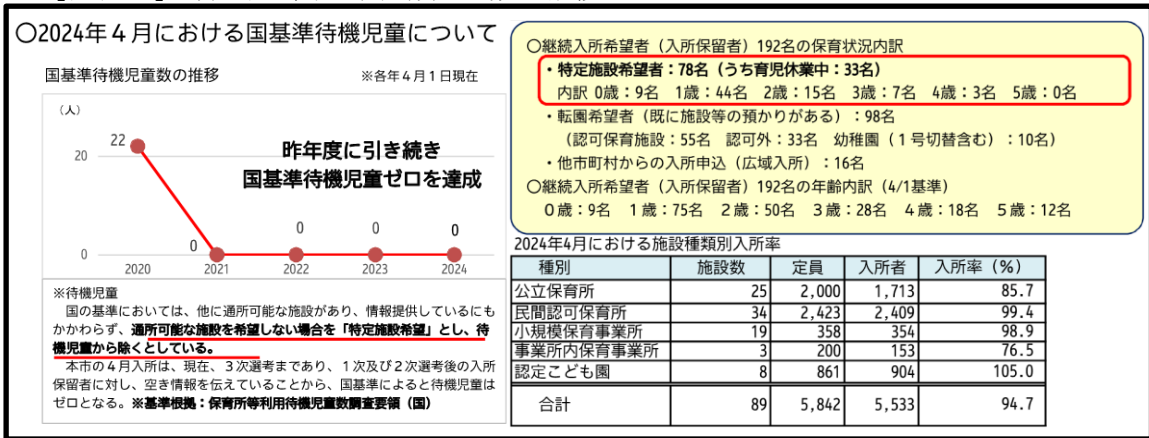 〇2024年４月における国基準待機児童について
国基準待機児童数の推移 ※各年４月１日現在
（人）
22
20
昨年度に引き続き
国基準待機児童ゼロを達成
0 0 0 0
0
2020 2021 2022 2023 2024
※待機児童
国の基準においては、他に通所可能な施設があり、情報提供しているにも
かかわらず、通所可能な施設を希望しない場合を「特定施設希望」とし、待
機児童から除くとしている。
本市の４月入所は、現在、３次選考まであり、１次及び２次選考後の入所
保留者に対し、空き情報を伝えていることから、国基準によると待機児童は
ゼロとなる。※基準根拠：保育所等利用待機児童数調査要領（国）
〇継続入所希望者（入所保留者）192名の保育状況内訳
・特定施設希望者：78名（うち育児休業中：33名）
内訳 0歳：9名 1歳：44名 2歳：15名 3歳：7名 4歳：3名 5歳：0名
・転園希望者（既に施設等の預かりがある）：98名
（認可保育施設：55名 認可外：33名 幼稚園（１号切替含む）：10名）
・他市町村からの入所申込（広域入所）：16名
〇継続入所希望者（入所保留者）192名の年齢内訳（4/1基準）
０歳：9名 １歳：75名 ２歳：50名 ３歳：28名 ４歳：18名 ５歳：12名
2024年4月における施設種類別入所率
種別 施設数 定員 入所者 入所率（%）
公立保育所 25 2,000 1,713 85.7
民間認可保育所 34 2,423 2,409 99.4
小規模保育事業所 19 358 354 98.9
事業所内保育事業所 3 200 153 76.5
認定こども園 8 861 904 105.0
合計 89 5,842 5,533 94.7